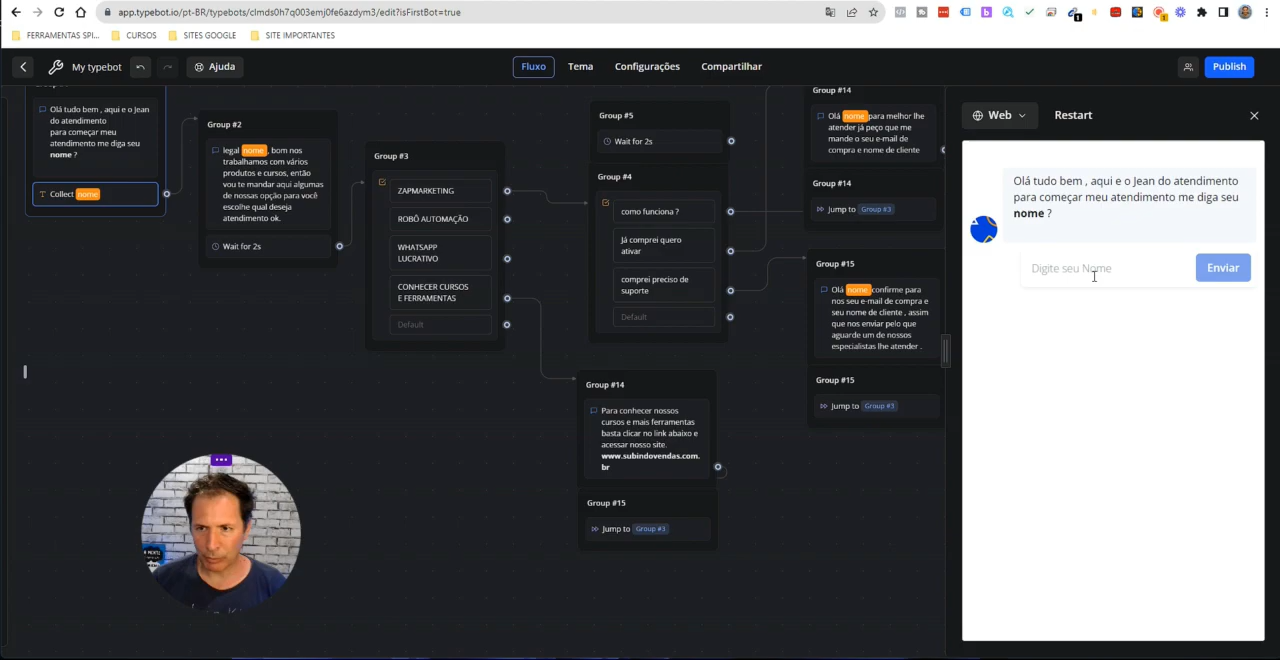 app.typebot.io/pt-BR/typebots/clmds0h7q003emj0fe6azdym3/edit?isFirstBot=true
FERRAMENTAS SPI...
CURSOS
SITES GOOGLE
SITE IMPORTANTES
My typebot
Ajuda
Fluxo
Tema
Configurações
Compartilhar
Publish
Olá tudo bem , aqui e o Jean
do atendimento
para começar meu
atendimento me diga seu
nome ?
Collect nome
Group #2
legal nome, bom nos
trabalhamos com vários
produtos e cursos, então
vou te mandar aqui algumas
de nossas opção para você
escolhe qual deseja
atendimento ok.
Wait for 2s
Group #3
ZAPMARKETING
ROBÔ AUTOMAÇÃO
WHATSAPP
LUCRATIVO
CONHECER CURSOS
E FERRAMENTAS
Default
Group #5
Wait for 2s
Group #4
como funciona ?
Já comprei quero
ativar
comprei preciso de
suporte
Default
Group #14
Para conhecer nossos
cursos e mais ferramentas
basta clicar no link abaixo e
acessar nosso site.
www.subindovendas.com.
br
Group #15
Jump to Group #3
Group #14
Olá nome para melhor lhe
atender já peço que me
mande o seu e-mail de
compra e nome de cliente
Group #14
Jump to Group #3
Group #15
Olá nome confirme para
nos seu e-mail de compra e
seu nome de cliente , assim
que nos enviar pelo que
aguarde um de nossos
especialistas lhe atender .
Group #15
Jump to Group #3
Web
Restart
Olá tudo bem , aqui e o Jean do atendimento
para começar meu atendimento me diga seu
nome ?
Digite seu Nome
Enviar